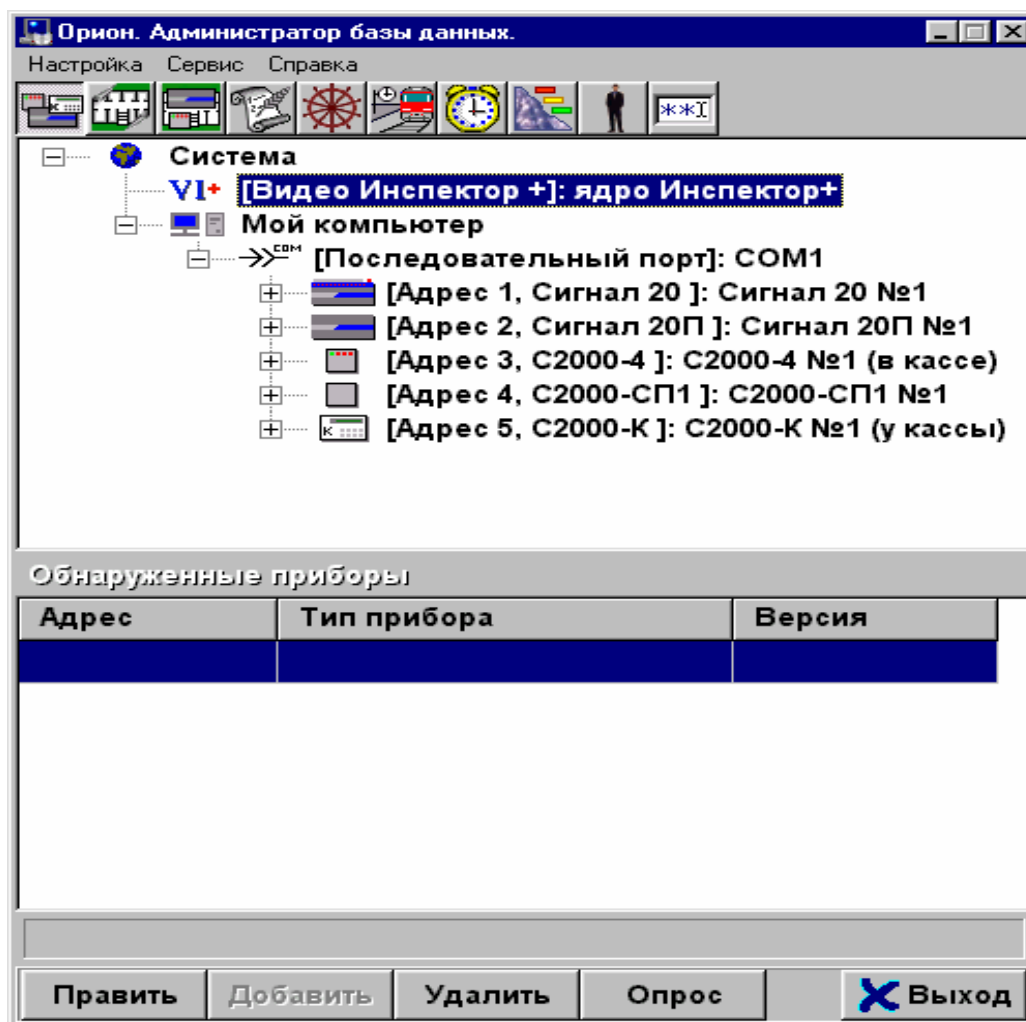 Орион. Администратор базы данных.
Настройка Сервис Справка
**I
Система
VI+ [Видео Инспектор +]: ядро Инспектор+
Мой компьютер
COM [Последовательный порт]: COM1
[Адрес 1, Сигнал 20 ]: Сигнал 20 №1
[Адрес 2, Сигнал 20П ]: Сигнал 20П №1
[Адрес 3, С2000-4 ]: С2000-4 №1 (в кассе)
[Адрес 4, С2000-СП1 ]: С2000-СП1 №1
К [Адрес 5, С2000-К ]: С2000-К №1 (у кассы)
Обнаруженные приборы
Адрес Тип прибора Версия
Править Добавить Удалить Опрос Выход